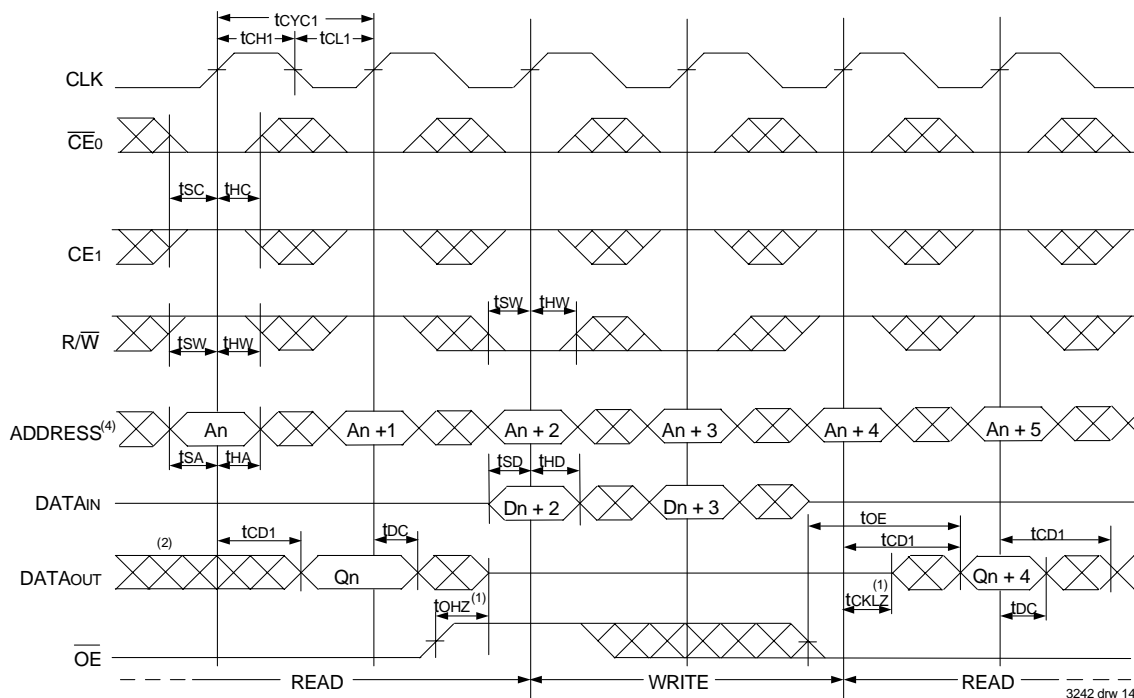 tCYC1
tCH1 tCL1
CLK
CE0
tSC tHC
CE1
tSW tHW
R/W
tSW tHW
ADDRESS(4) An An +1 An + 2 An + 3 An + 4 An + 5
tSA tHA tSD tHD
DATAIN Dn + 2 Dn + 3
tOE
tCD1 tDC tCD1 tCD1
(2)
DATAOUT Qn Qn + 4
tOHZ(1) tCKLZ(1) tDC
OE
READ WRITE READ
3242 drw 14